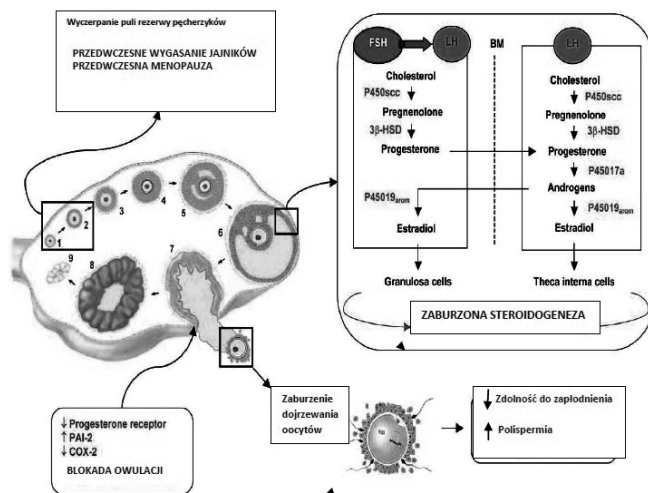 Wyczerpanie puli rezerwy pęcherzyków
PRZEDWCZESNE WYGASANIE JAJNIKÓW
PRZEDWCZESNA MENOPAUZA
1
2
3
4
5
6
7
8
9
FSH
LH
BM
LH
Cholesterol
P450scc
Pregnenolone
3β-HSD
Progesterone
P45019arom
Estradiol
Granulosa cells
Cholesterol
P450scc
Pregnenolone
3β-HSD
Progesterone
P45017a
Androgens
P45019arom
Estradiol
Theca interna cells
ZABURZONA STEROIDOGENEZA
↓ Progesterone receptor
↑ PAI-2
↓ COX-2
BLOKADA OWULACJI
Zaburzenie
dojrzewania
oocytów
↓ Zdolność do zapłodnienia
↑ Polispermia